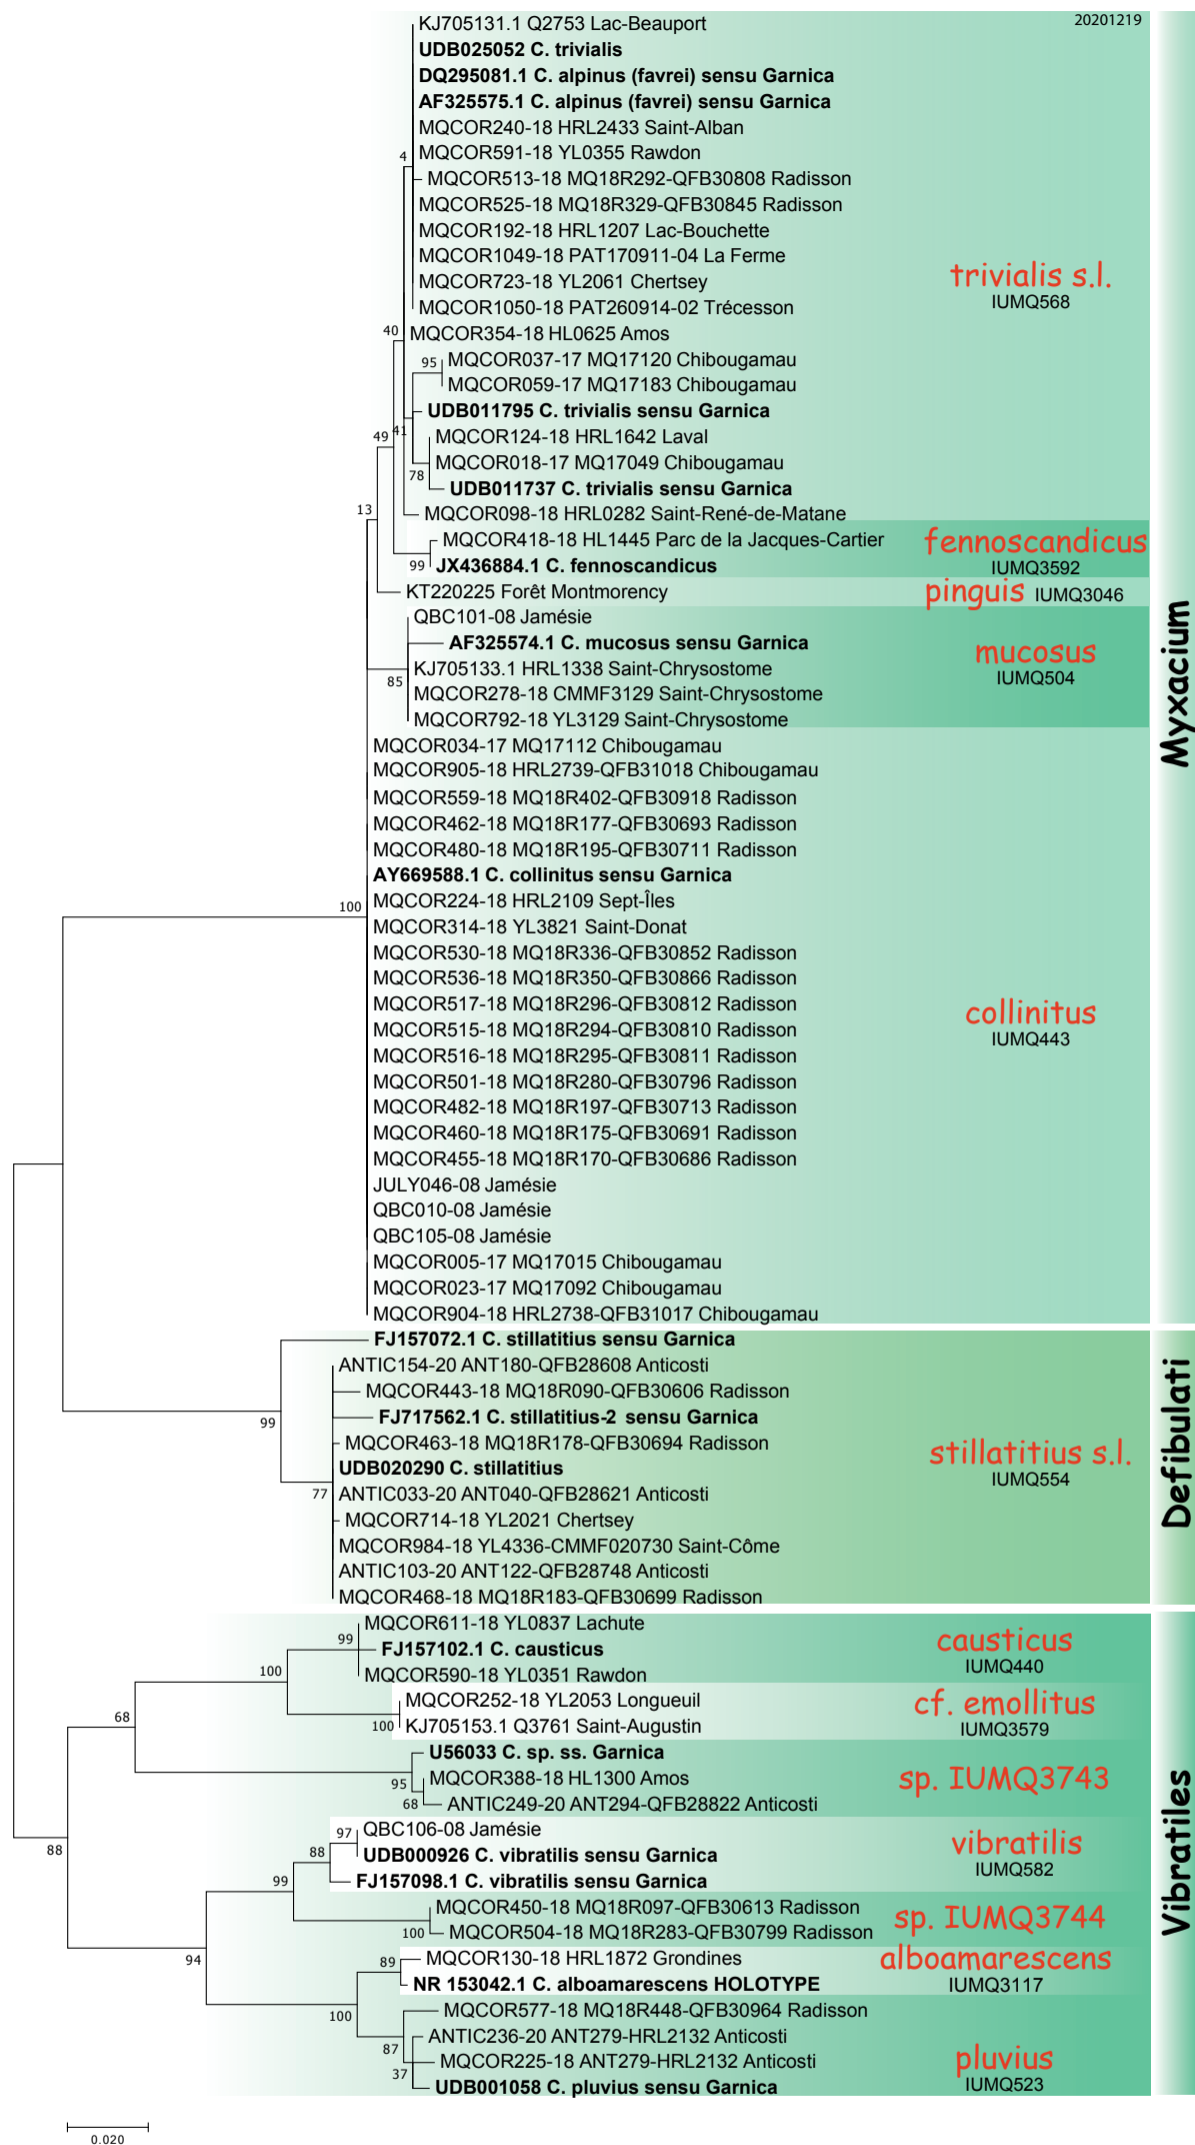 KJ705131.1 Q2753 Lac-Beauport
20201219
UDB025052 C. trivialis
DQ295081.1 C. alpinus (favrei) sensu Garnica
AF325575.1 C. alpinus (favrei) sensu Garnica
MQCOR240-18 HRL2433 Saint-Alban
4
MQCOR591-18 YL0355 Rawdon
MQCOR513-18 MQ18R292-QFB30808 Radisson
MQCOR525-18 MQ18R329-QFB30845 Radisson
MQCOR192-18 HRL1207 Lac-Bouchette
MQCOR1049-18 PAT170911-04 La Ferme
MQCOR723-18 YL2061 Chertsey
MQCOR1050-18 PAT260914-02 Trécesson
trivialis s.l.
IUMQ568
40
MQCOR354-18 HL0625 Amos
95
MQCOR037-17 MQ17120 Chibougamau
MQCOR059-17 MQ17183 Chibougamau
UDB011795 C. trivialis sensu Garnica
49
41
MQCOR124-18 HRL1642 Laval
MQCOR018-17 MQ17049 Chibougamau
78
UDB011737 C. trivialis sensu Garnica
13
MQCOR098-18 HRL0282 Saint-René-de-Matane
MQCOR418-18 HL1445 Parc de la Jacques-Cartier
99
JX436884.1 C. fennoscandicus
fennoscandicus
IUMQ3592
KT220225 Forêt Montmorency
pinguis IUMQ3046
QBC101-08 Jamésie
AF325574.1 C. mucosus sensu Garnica
KJ705133.1 HRL1338 Saint-Chrysostome
85
MQCOR278-18 CMMF3129 Saint-Chrysostome
MQCOR792-18 YL3129 Saint-Chrysostome
mucosus
IUMQ504
Myxacium
MQCOR034-17 MQ17112 Chibougamau
MQCOR905-18 HRL2739-QFB31018 Chibougamau
MQCOR559-18 MQ18R402-QFB30918 Radisson
MQCOR462-18 MQ18R177-QFB30693 Radisson
MQCOR480-18 MQ18R195-QFB30711 Radisson
AY669588.1 C. collinitus sensu Garnica
100
MQCOR224-18 HRL2109 Sept-Îles
MQCOR314-18 YL3821 Saint-Donat
MQCOR530-18 MQ18R336-QFB30852 Radisson
MQCOR536-18 MQ18R350-QFB30866 Radisson
MQCOR517-18 MQ18R296-QFB30812 Radisson
MQCOR515-18 MQ18R294-QFB30810 Radisson
MQCOR516-18 MQ18R295-QFB30811 Radisson
MQCOR501-18 MQ18R280-QFB30796 Radisson
MQCOR482-18 MQ18R197-QFB30713 Radisson
MQCOR460-18 MQ18R175-QFB30691 Radisson
MQCOR455-18 MQ18R170-QFB30686 Radisson
JULY046-08 Jamésie
QBC010-08 Jamésie
QBC105-08 Jamésie
MQCOR005-17 MQ17015 Chibougamau
MQCOR023-17 MQ17092 Chibougamau
MQCOR904-18 HRL2738-QFB31017 Chibougamau
collinitus
IUMQ443
FJ157072.1 C. stillatitius sensu Garnica
ANTIC154-20 ANT180-QFB28608 Anticosti
MQCOR443-18 MQ18R090-QFB30606 Radisson
99
FJ717562.1 C. stillatitius-2 sensu Garnica
MQCOR463-18 MQ18R178-QFB30694 Radisson
UDB020290 C. stillatitius
77
ANTIC033-20 ANT040-QFB28621 Anticosti
MQCOR714-18 YL2021 Chertsey
MQCOR984-18 YL4336-CMMF020730 Saint-Côme
ANTIC103-20 ANT122-QFB28748 Anticosti
MQCOR468-18 MQ18R183-QFB30699 Radisson
stillatitius s.l.
IUMQ554
Defibulati
MQCOR611-18 YL0837 Lachute
99
FJ157102.1 C. causticus
MQCOR590-18 YL0351 Rawdon
causticus
IUMQ440
100
MQCOR252-18 YL2053 Longueuil
100
KJ705153.1 Q3761 Saint-Augustin
cf. emollitus
IUMQ3579
68
U56033 C. sp. ss. Garnica
95
MQCOR388-18 HL1300 Amos
68
ANTIC249-20 ANT294-QFB28822 Anticosti
sp. IUMQ3743
88
97
QBC106-08 Jamésie
88
UDB000926 C. vibratilis sensu Garnica
99
FJ157098.1 C. vibratilis sensu Garnica
vibratilis
IUMQ582
Vibratiles
MQCOR450-18 MQ18R097-QFB30613 Radisson
100
MQCOR504-18 MQ18R283-QFB30799 Radisson
sp. IUMQ3744
94
89
MQCOR130-18 HRL1872 Grondines
NR 153042.1 C. alboamarescens HOLOTYPE
alboamarescens
IUMQ3117
100
MQCOR577-18 MQ18R448-QFB30964 Radisson
ANTIC236-20 ANT279-HRL2132 Anticosti
87
MQCOR225-18 ANT279-HRL2132 Anticosti
37
UDB001058 C. pluvius sensu Garnica
pluvius
IUMQ523
0.020